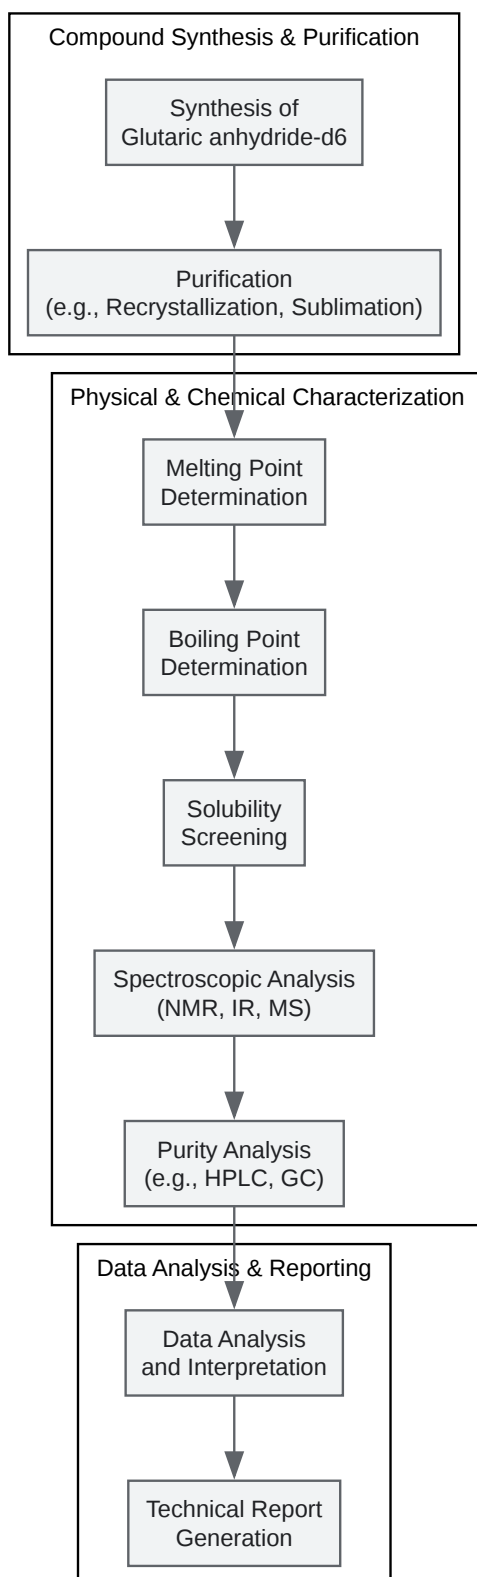 Compound Synthesis & Purification
Synthesis of
Glutaric anhydride-d6
Purification
(e.g., Recrystallization, Sublimation)
Physical & Chemical Characterization
Melting Point
Determination
Boiling Point
Determination
Solubility
Screening
Spectroscopic Analysis
(NMR, IR, MS)
Purity Analysis
(e.g., HPLC, GC)
Data Analysis & Reporting
Data Analysis
and Interpretation
Technical Report
Generation